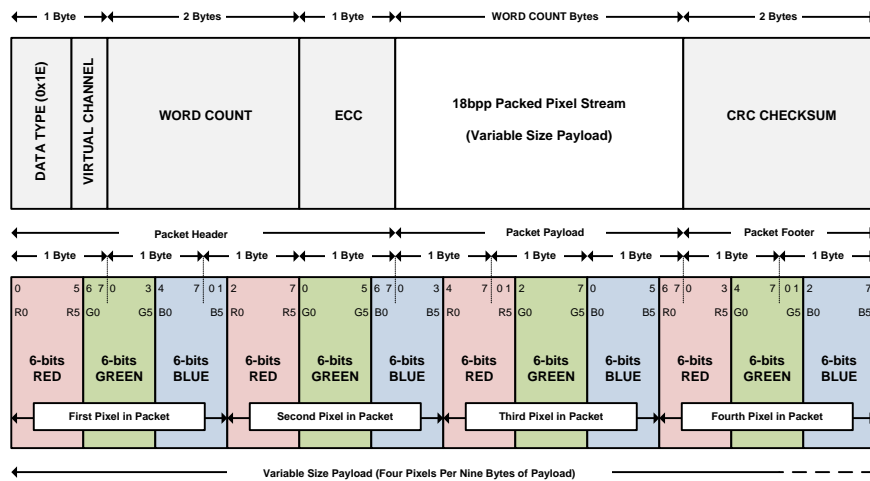 1 Byte 2 Bytes 1 Byte WORD COUNT Bytes 2 Bytes
DATA TYPE (0x1E)
VIRTUAL CHANNEL
WORD COUNT
ECC
18bpp Packed Pixel Stream
(Variable Size Payload)
CRC CHECKSUM
Packet Header Packet Payload Packet Footer
1 Byte 1 Byte 1 Byte 1 Byte 1 Byte 1 Byte 1 Byte 1 Byte 1 Byte
0 5 6 7 0 3 4 7 0 1 2 7 0 5 6 7 0 3 4 7 0 1 2 7 0 5 6 7 0 3 4 7 0 1 2 7
R0 R5 G0 G5 B0 B5 R0 R5 G0 G5 B0 B5 R0 R5 G0 G5 B0 B5 R0 R5 G0 G5 B0 B5
6-bits 6-bits 6-bits 6-bits 6-bits 6-bits 6-bits 6-bits 6-bits 6-bits 6-bits 6-bits
RED GREEN BLUE RED GREEN BLUE RED GREEN BLUE RED GREEN BLUE
First Pixel in Packet Second Pixel in Packet Third Pixel in Packet Fourth Pixel in Packet
Variable Size Payload (Four Pixels Per Nine Bytes of Payload)